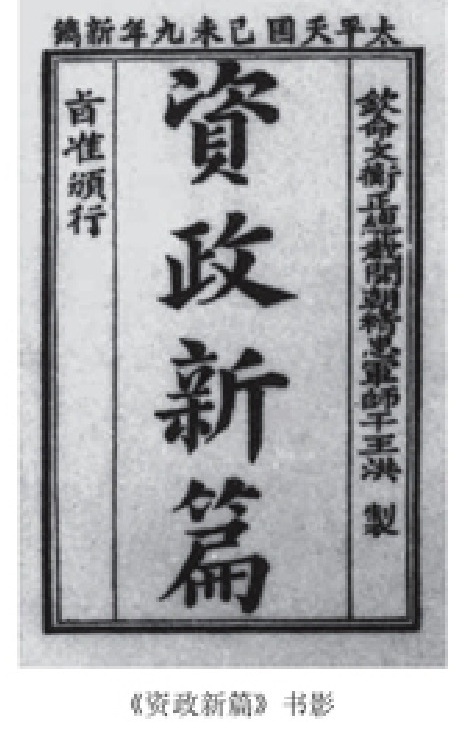 太平天囯己未九年新鐫
欽命文衡正總裁開朝精忠軍師干王洪 製
資政新篇
旨准頒行
《资政新篇》书影